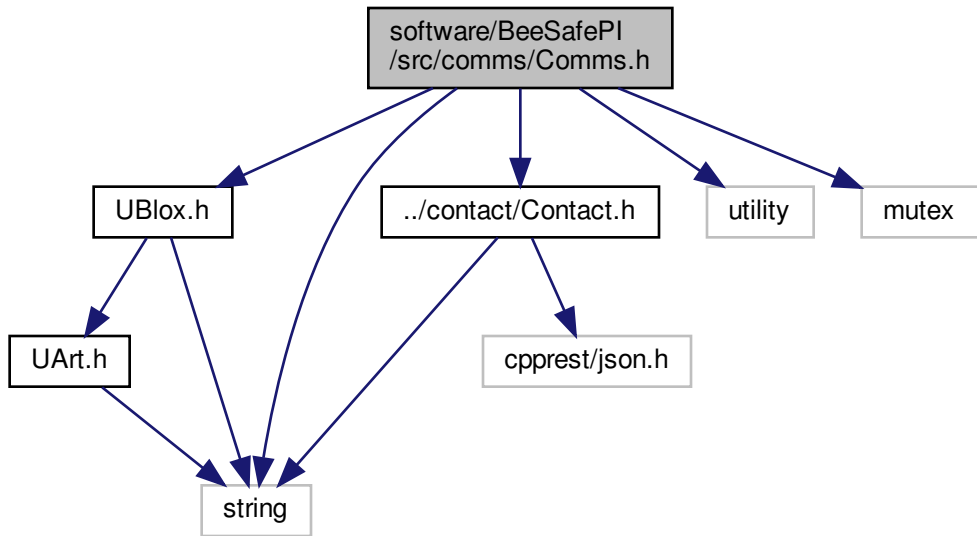 software/BeeSafePI
/src/comms/Comms.h
UBlox.h
../contact/Contact.h
utility
mutex
UArt.h
cpprest/json.h
string